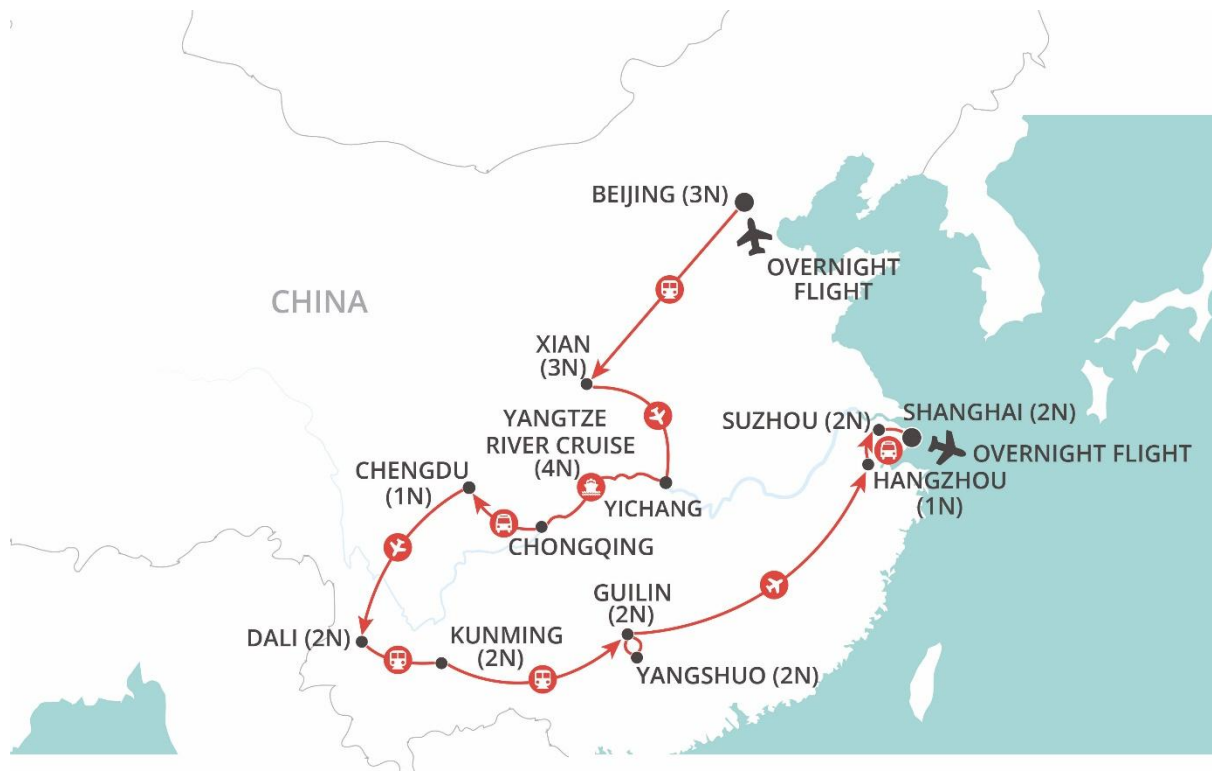 BEIJING (3N)
OVERNIGHT
FLIGHT
CHINA
XIAN
(3N)
YANGTZE
RIVER CRUISE
(4N)
SUZHOU (2N)
SHANGHAI (2N)
OVERNIGHT FLIGHT
HANGZHOU
(1N)
CHENGDU
(1N)
YICHANG
CHONGQING
GUILIN
(2N)
DALI (2N)
KUNMING
(2N)
YANGSHUO (2N)